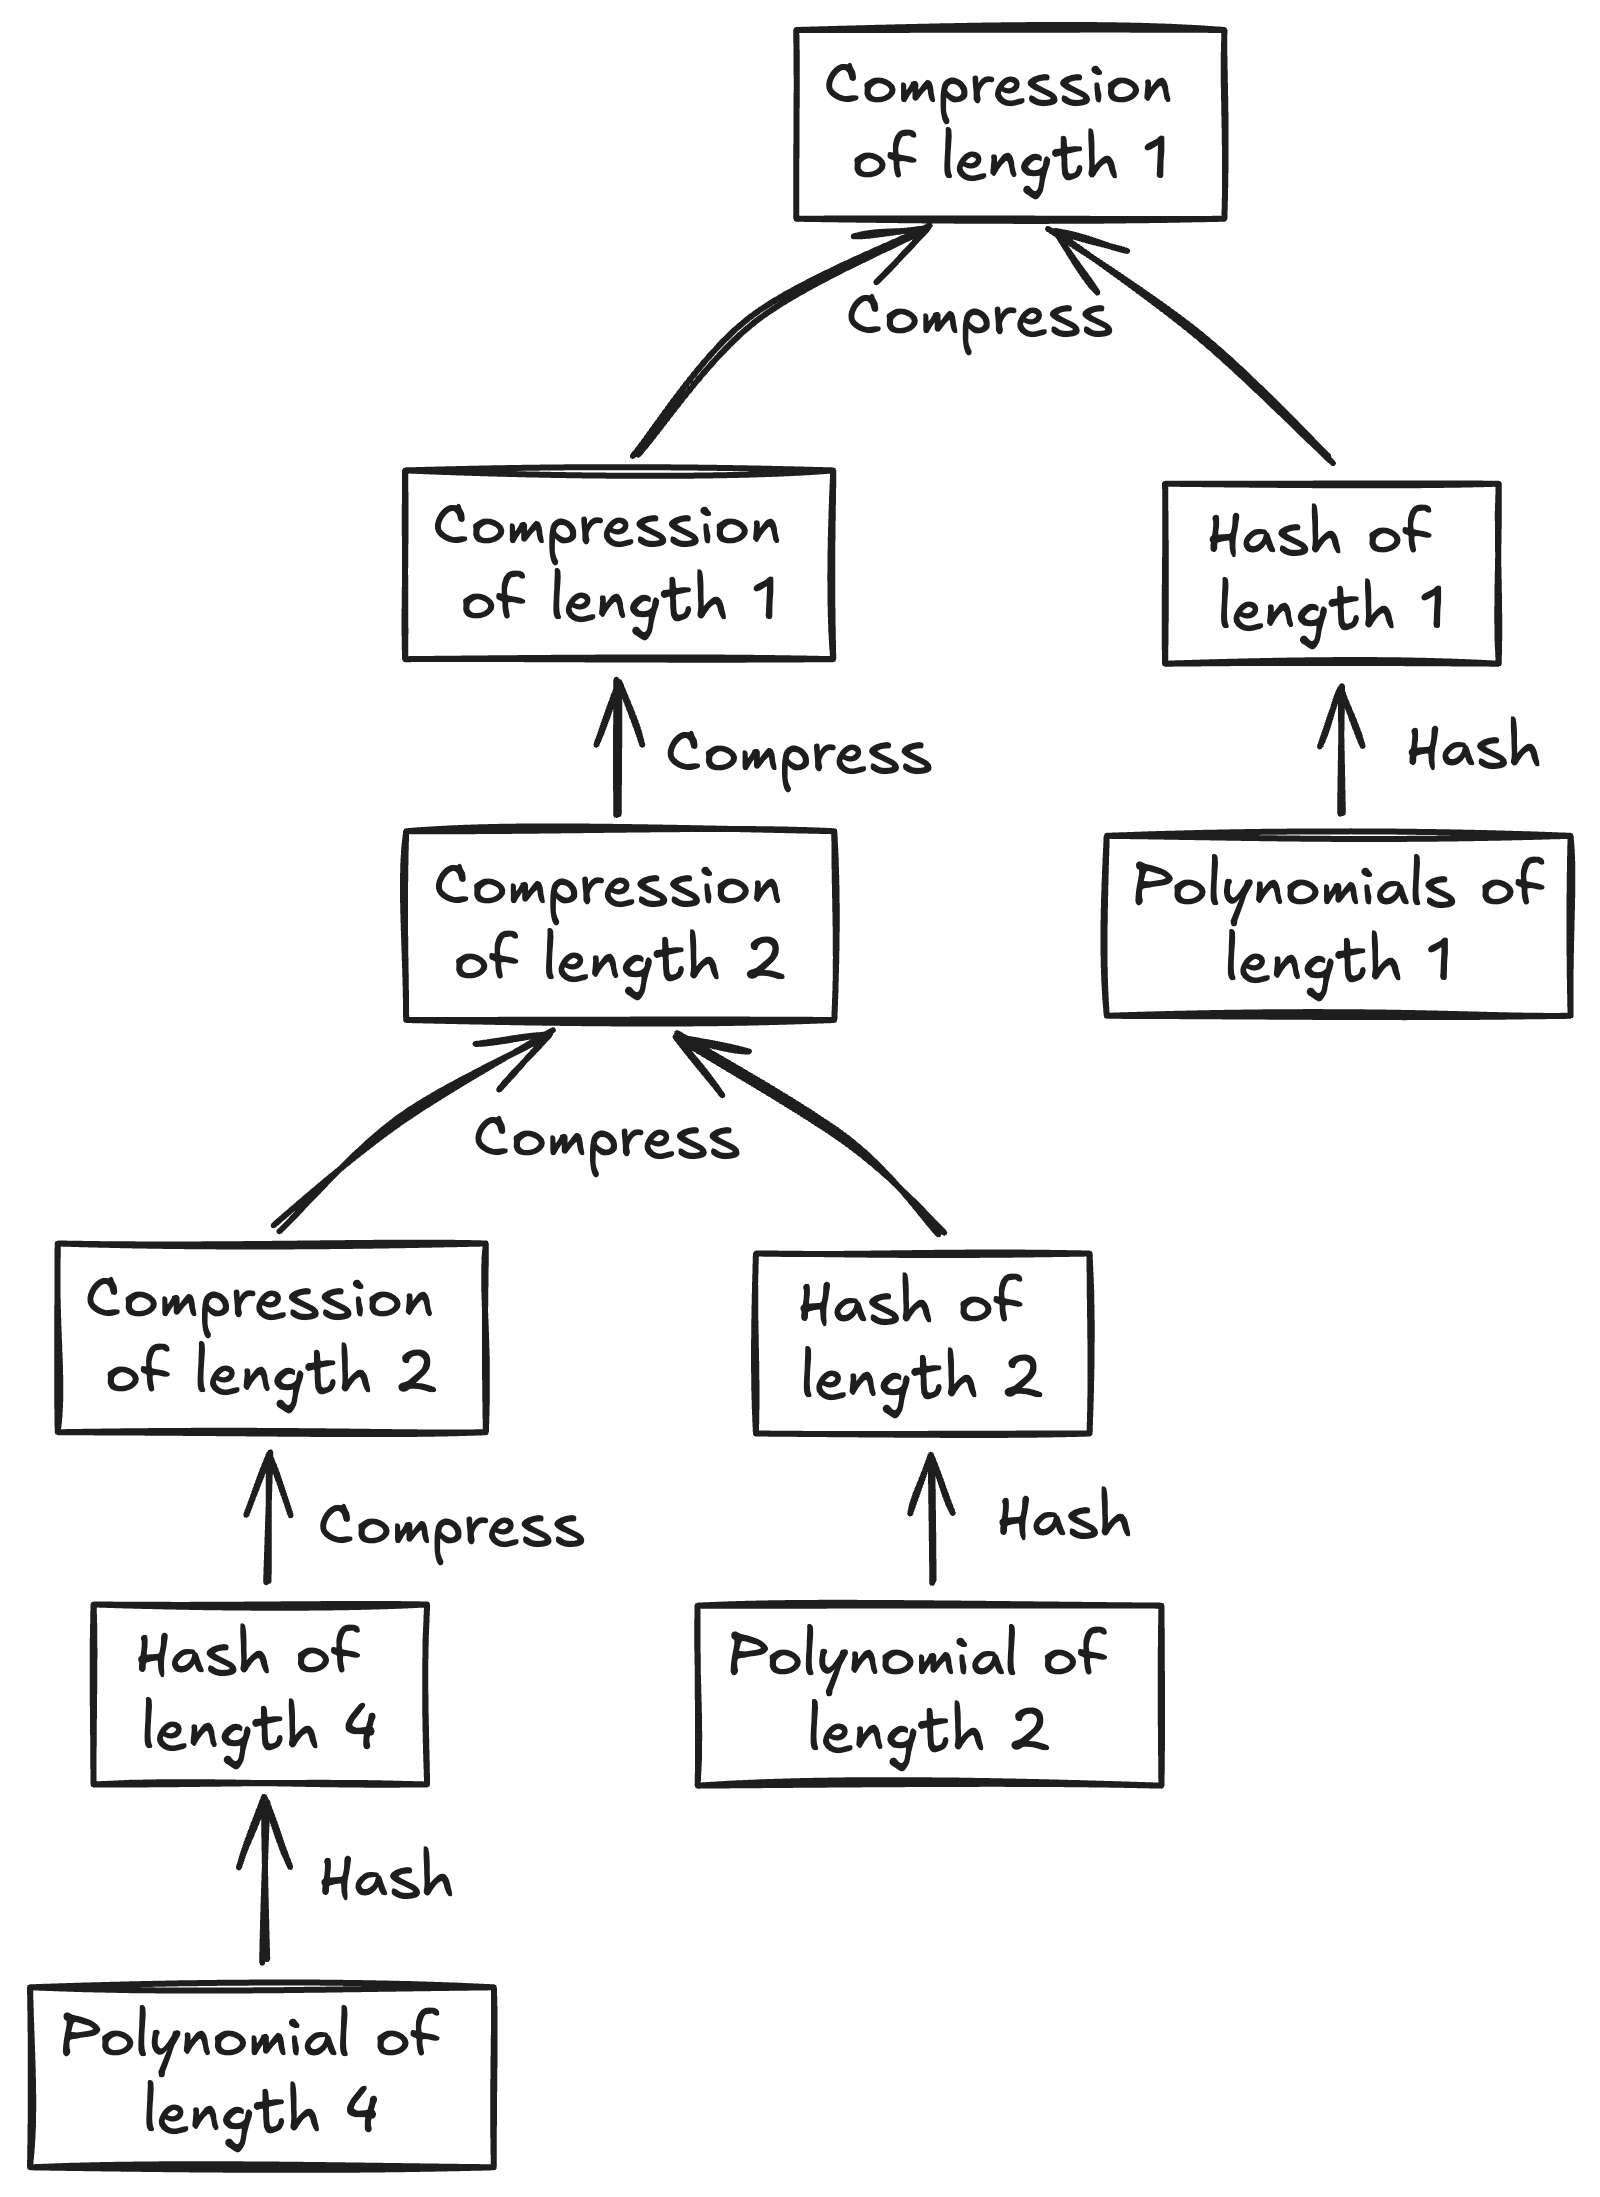 Compression
of length 1
Compress
Compression
of length 1
Hash of
length 1
Compress
Hash
Compression
of length 2
Polynomials of
length 1
Compress
Compression
of length 2
Hash of
length 2
Compress
Hash
Hash of
length 4
Polynomial of
length 2
Hash
Polynomial of
length 4